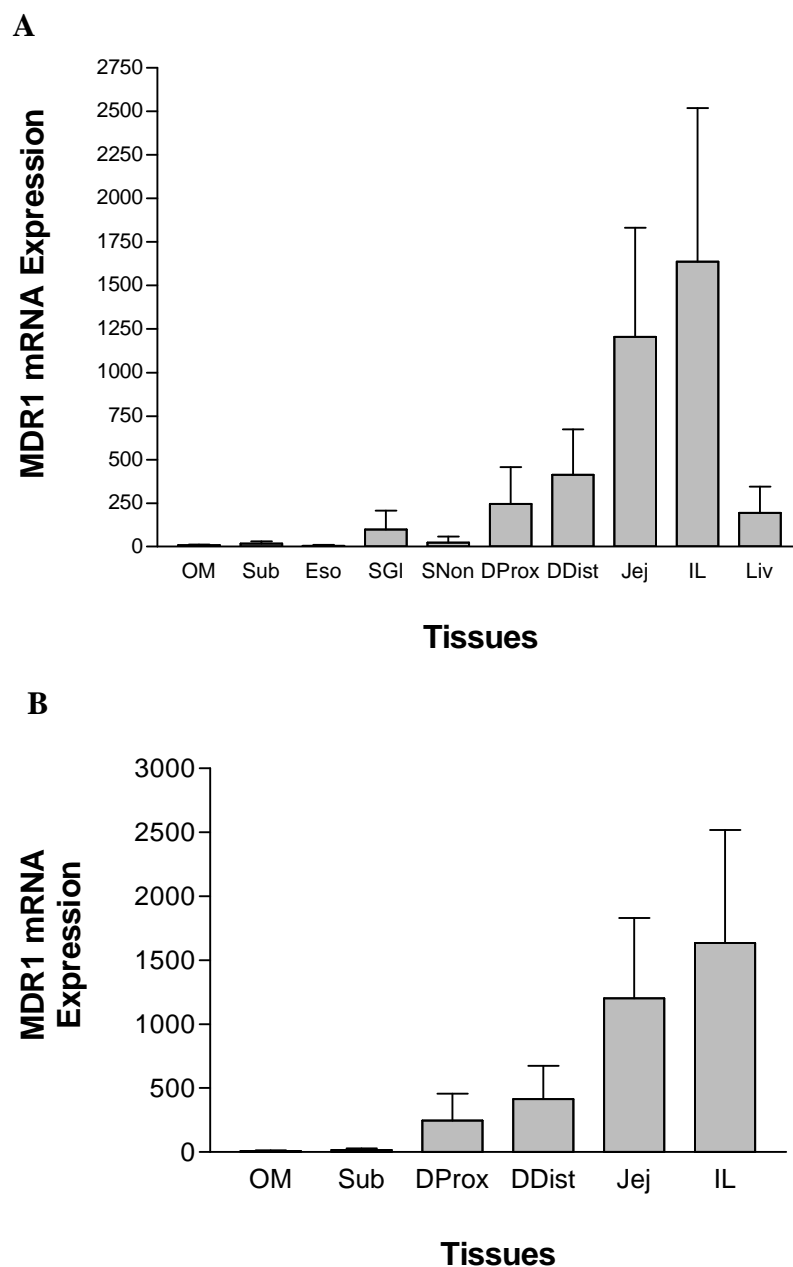 A
2750
2500
2250
2000
1750
1500
1250
1000
750
500
250
0
MDR1 mRNA Expression
OM Sub Eso SGl SNon DProx DDist Jej IL Liv
Tissues
B
3000
2500
2000
1500
1000
500
0
MDR1 mRNA
Expression
OM Sub DProx DDist Jej IL
Tissues